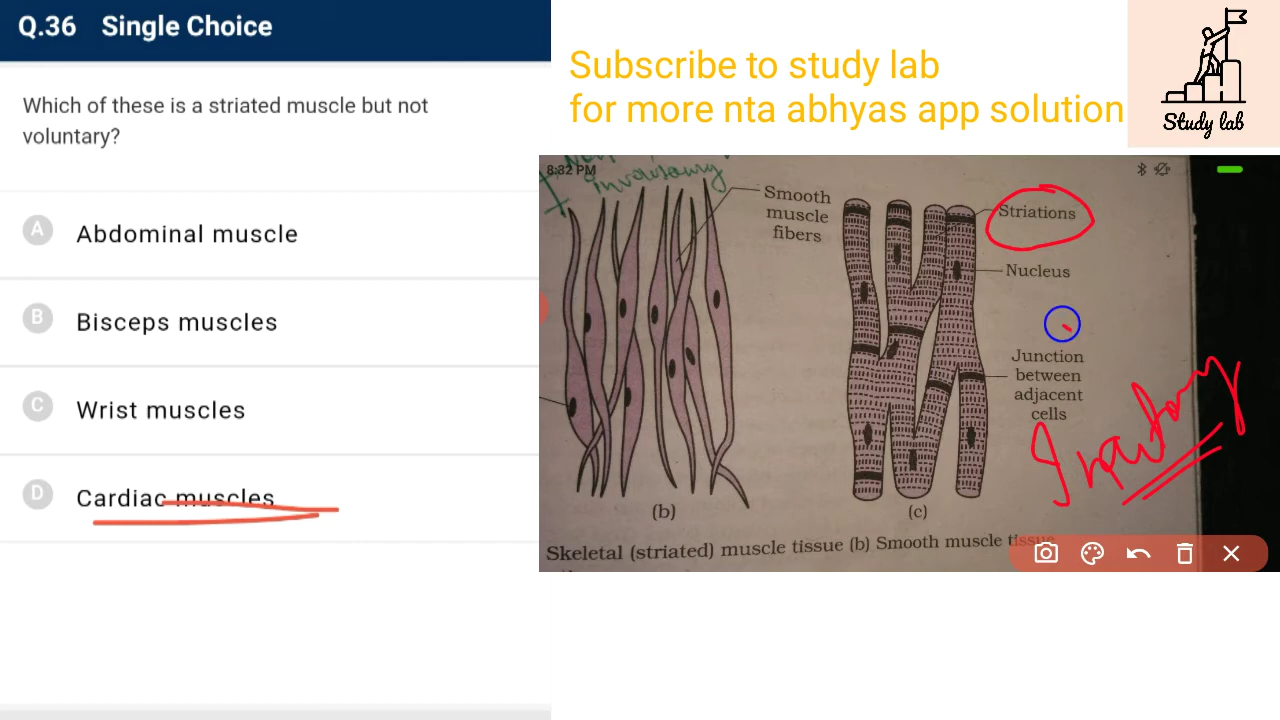 Q.36 Single Choice
Which of these is a striated muscle but not
voluntary?
A Abdominal muscle
B Bisceps muscles
C Wrist muscles
D Cardiac muscles
Subscribe to study lab
for more nta abhyas app solution
Study lab
8:32 PM
involuntary
Smooth
muscle
fibers
Striations
Nucleus
Junction
between
adjacent
cells
(b)
(c)
Skeletal (striated) muscle tissue (b) Smooth muscle tissue